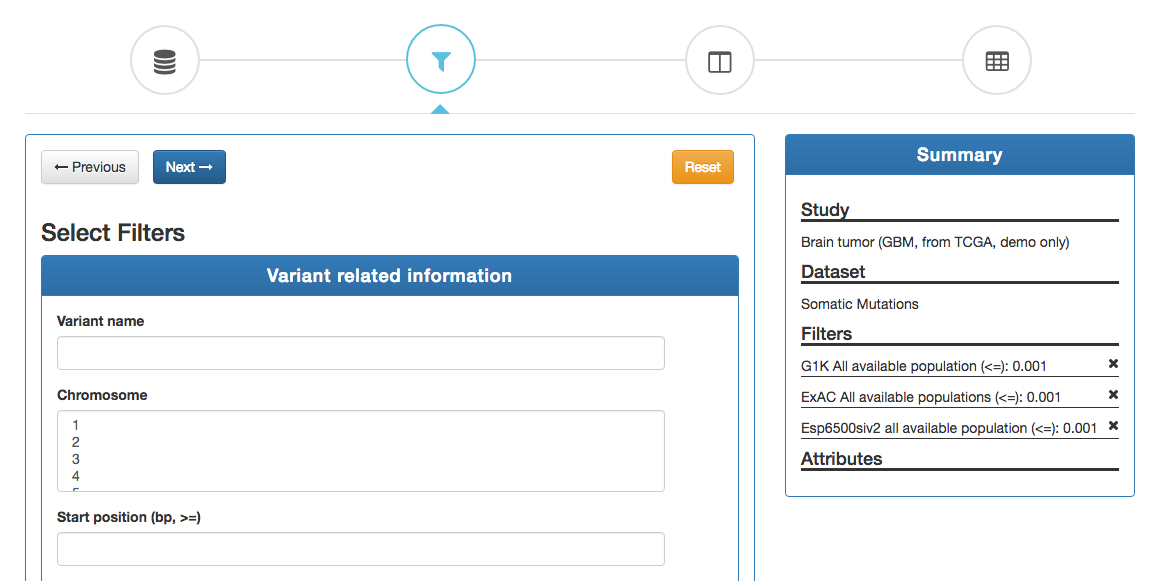 ← Previous
Next →
Reset
Select Filters
Variant related information
Variant name
Chromosome
1
2
3
4
Start position (bp, >=)
Summary
Study
Brain tumor (GBM, from TCGA, demo only)
Dataset
Somatic Mutations
Filters
G1K All available population (<=): 0.001 ✖
ExAC All available populations (<=): 0.001 ✖
Esp6500siv2 all available population (<=): 0.001 ✖
Attributes